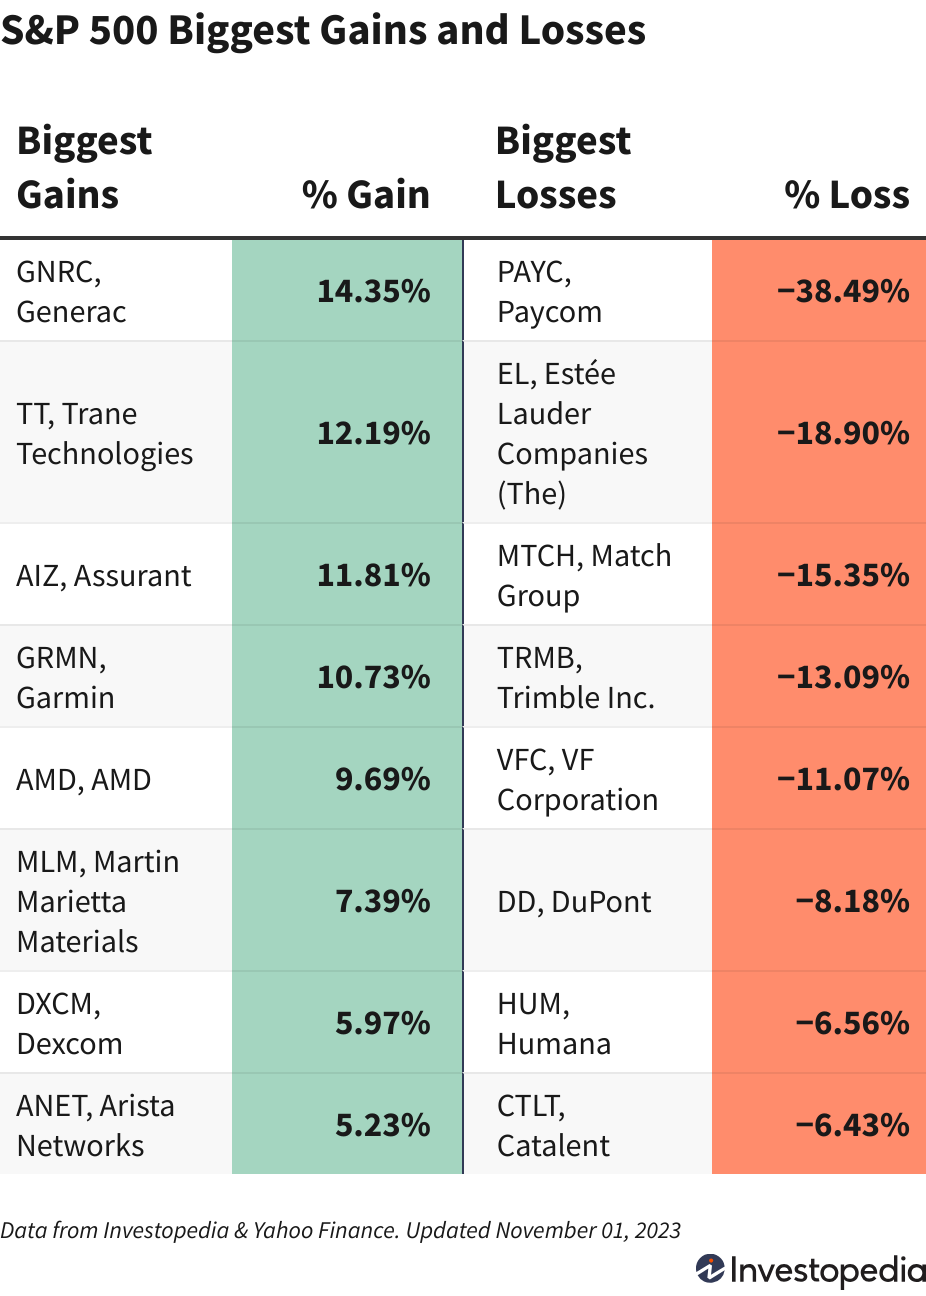 S&P 500 Biggest Gains and Losses
Biggest
Gains
% Gain
Biggest
Losses
% Loss
GNRC,
Generac
14.35%
PAYC,
Paycom
−38.49%
TT, Trane
Technologies
12.19%
EL, Estée
Lauder
Companies
(The)
−18.90%
AIZ, Assurant
11.81%
MTCH, Match
Group
−15.35%
GRMN,
Garmin
10.73%
TRMB,
Trimble Inc.
−13.09%
AMD, AMD
9.69%
VFC, VF
Corporation
−11.07%
MLM, Martin
Marietta
Materials
7.39%
DD, DuPont
−8.18%
DXCM,
Dexcom
5.97%
HUM,
Humana
−6.56%
ANET, Arista
Networks
5.23%
CTLT,
Catalent
−6.43%
Data from Investopedia & Yahoo Finance. Updated November 01, 2023
Investopedia